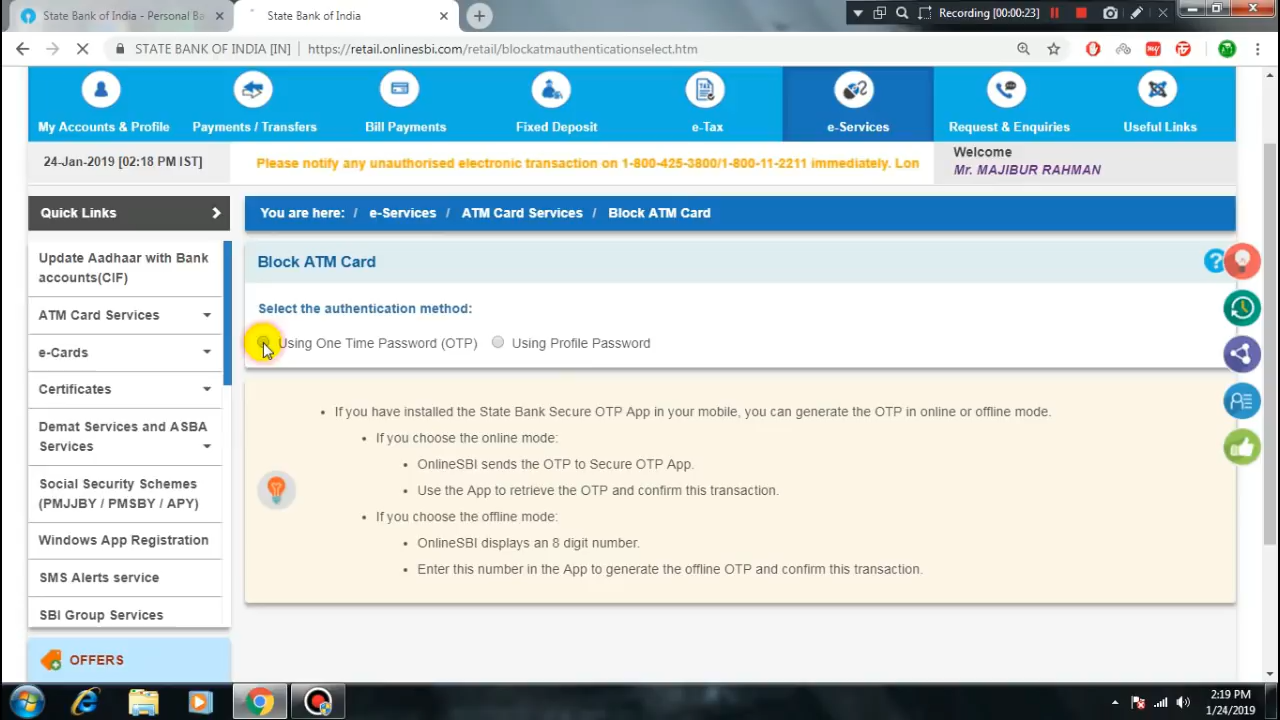 State Bank of India - Personal Ba
State Bank of India
Recording [00:00:23]
STATE BANK OF INDIA [IN]
https://retail.onlinesbi.com/retail/blockatmauthenticationselect.htm
My Accounts & Profile
Payments / Transfers
Bill Payments
Fixed Deposit
e-Tax
e-Services
Request & Enquiries
Useful Links
24-Jan-2019 [02:18 PM IST]
Please notify any unauthorised electronic transaction on 1-800-425-3800/1-800-11-2211 immediately. Lon
Welcome
Mr. MAJIBUR RAHMAN
Quick Links
You are here: / e-Services / ATM Card Services / Block ATM Card
Update Aadhaar with Bank
accounts(CIF)
ATM Card Services
e-Cards
Certificates
Demat Services and ASBA
Services
Social Security Schemes
(PMJJBY / PMSBY / APY)
Windows App Registration
SMS Alerts service
SBI Group Services
OFFERS
Block ATM Card
Select the authentication method:
Using One Time Password (OTP)
Using Profile Password
If you have installed the State Bank Secure OTP App in your mobile, you can generate the OTP in online or offline mode.
If you choose the online mode:
OnlineSBI sends the OTP to Secure OTP App.
Use the App to retrieve the OTP and confirm this transaction.
If you choose the offline mode:
OnlineSBI displays an 8 digit number.
Enter this number in the App to generate the offline OTP and confirm this transaction.
2:19 PM
1/24/2019